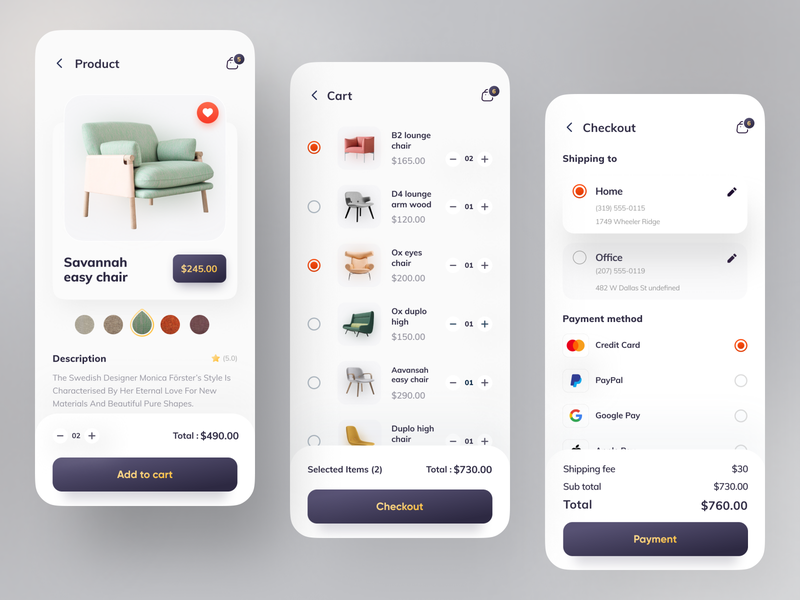 Product
5
Savannah
easy chair
$245.00
Description
(5.0)
The Swedish Designer Monica Förster's Style Is
Characterised By Her Eternal Love For New
Materials And Beautiful Pure Shapes.
02
Total : $490.00
Add to cart
Cart
6
B2 lounge
chair
$165.00
02
D4 lounge
arm wood
$120.00
01
Ox eyes
chair
$200.00
01
Ox duplo
high
$150.00
01
Aavansah
easy chair
$290.00
01
Duplo high
chair
01
Selected Items (2)
Total : $730.00
Checkout
Checkout
6
Shipping to
Home
(319) 555-0115
1749 Wheeler Ridge
Office
(207) 555-0119
482 W Dallas St undefined
Payment method
Credit Card
PayPal
Google Pay
Shipping fee $30
Sub total $730.00
Total $760.00
Payment